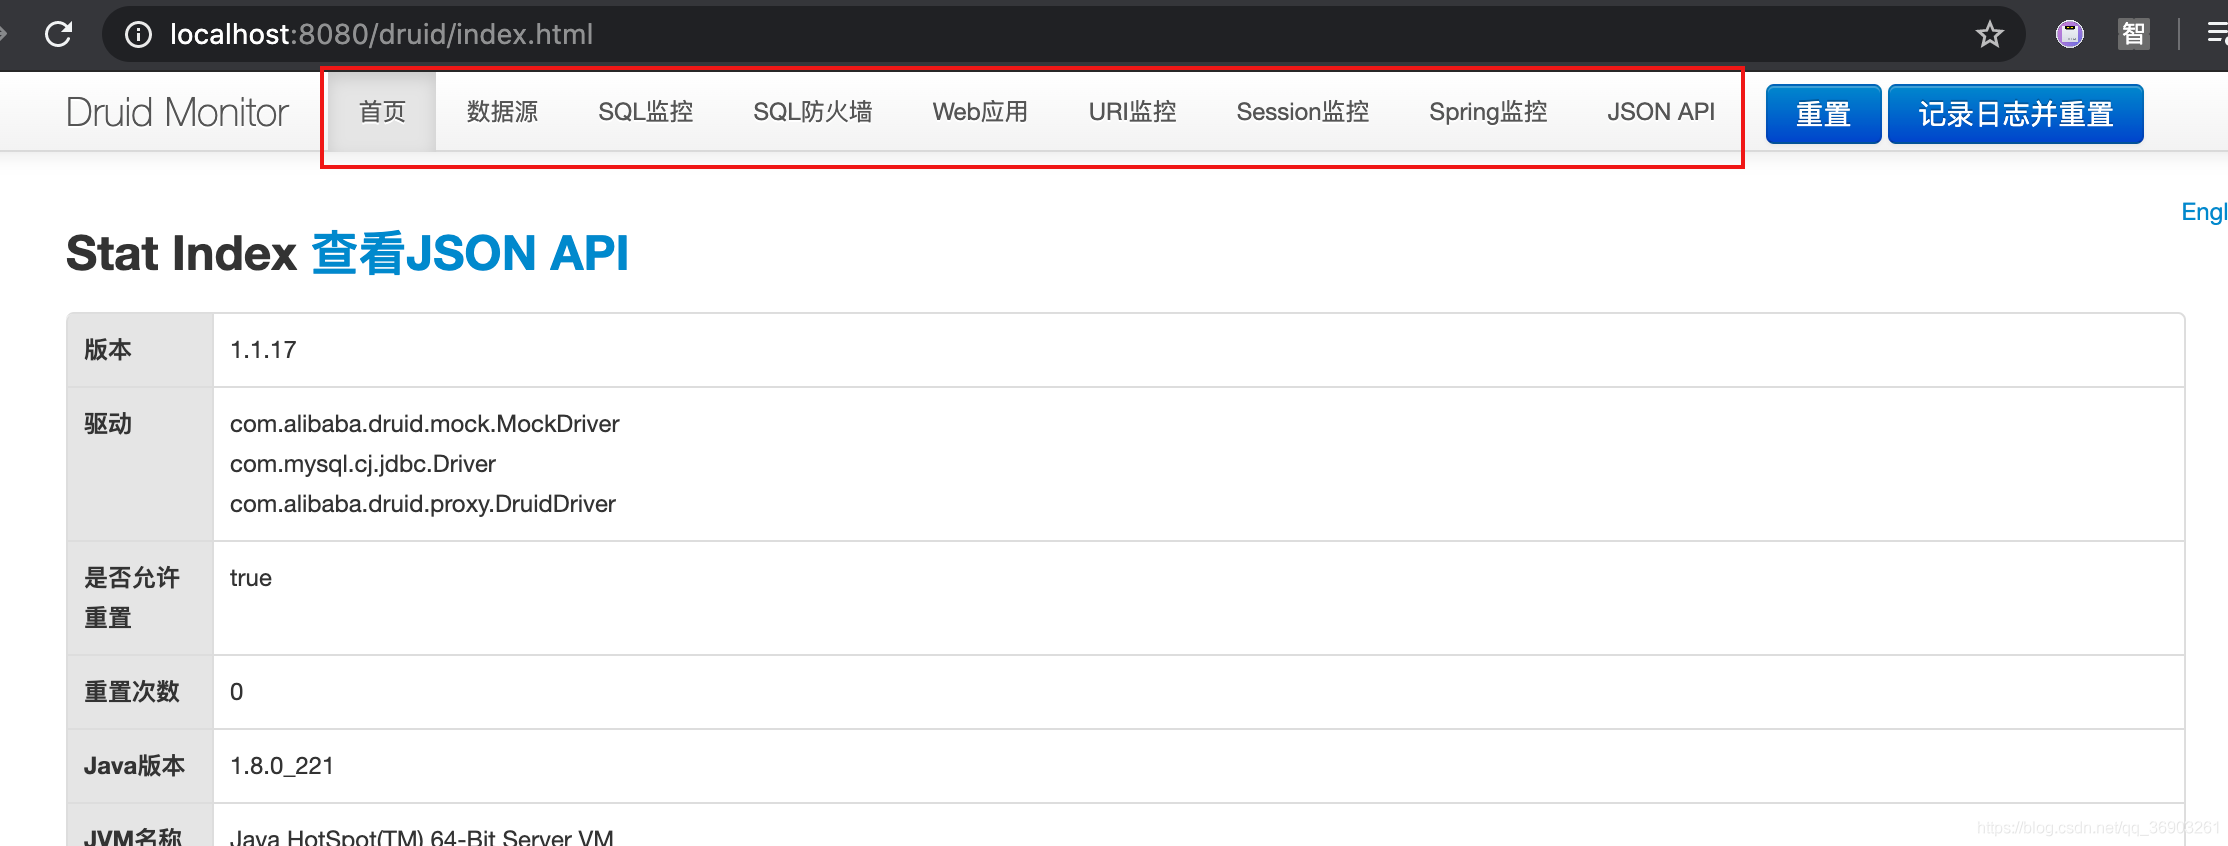 localhost:8080/druid/index.html
智
Druid Monitor 首页 数据源 SQL监控 SQL防火墙 Web应用 URI监控 Session监控 Spring监控 JSON API 重置 记录日志并重置
Engl
Stat Index 查看JSON API
版本 1.1.17
驱动 com.alibaba.druid.mock.MockDriver
com.mysql.cj.jdbc.Driver
com.alibaba.druid.proxy.DruidDriver
是否允许 true
重置
重置次数 0
Java版本 1.8.0_221
JVM名称 Java HotSpot(TM) 64-Bit Server VM
https://blog.csdn.net/qq_36903261